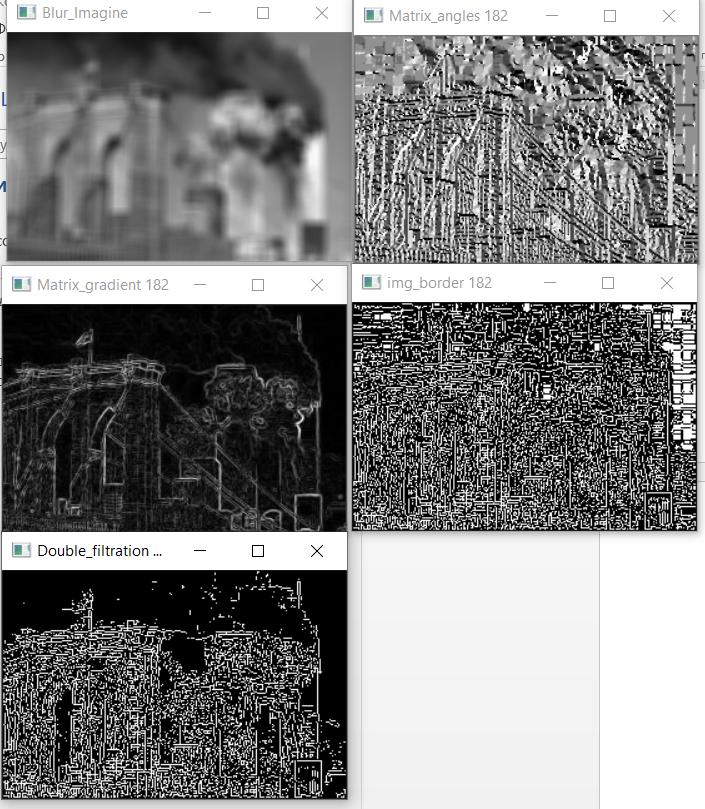 Blur_Imagine
Matrix_angles 182
Matrix_gradient 182
img_border 182
Double_filtration ...